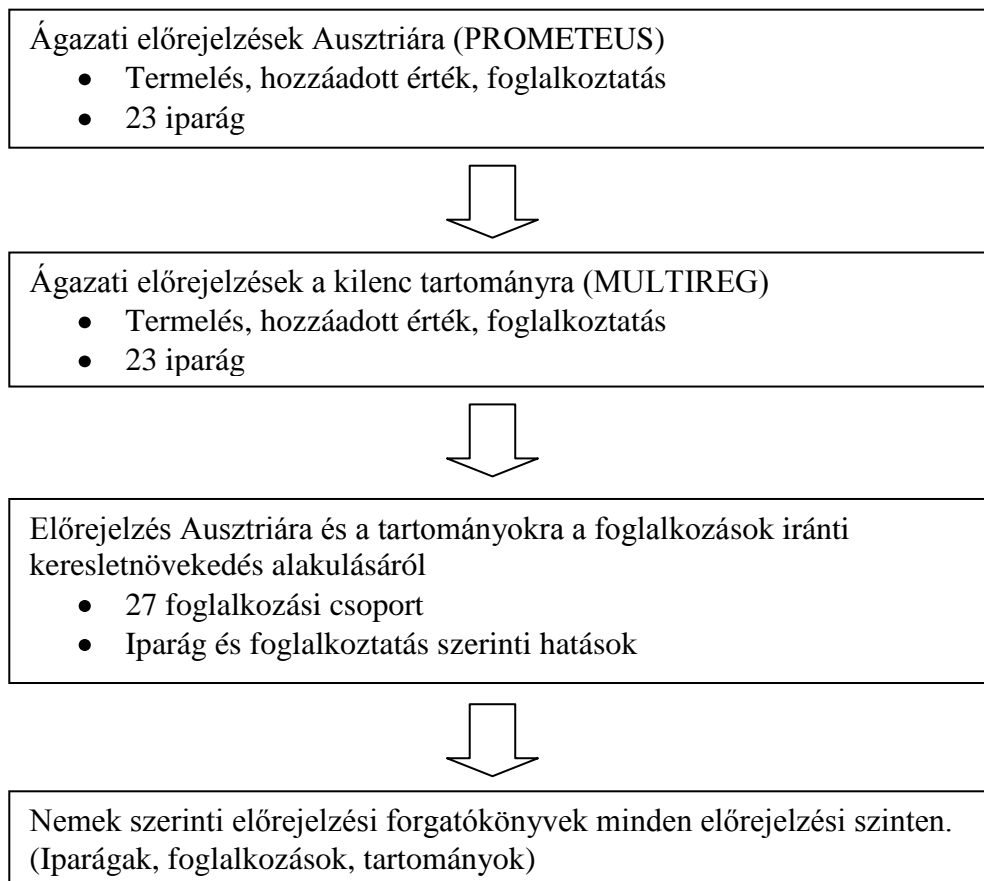 Ágazati előrejelzések Ausztriára (PROMETEUS)
• Termelés, hozzáadott érték, foglalkoztatás
• 23 iparág
Ágazati előrejelzések a kilenc tartományra (MULTIREG)
• Termelés, hozzáadott érték, foglalkoztatás
• 23 iparág
Előrejelzés Ausztriára és a tartományokra a foglalkozások iránti
keresletnövekedés alakulásáról
• 27 foglalkozási csoport
• Iparág és foglalkoztatás szerinti hatások
Nemek szerinti előrejelzési forgatókönyvek minden előrejelzési szinten.
(Iparágak, foglalkozások, tartományok)